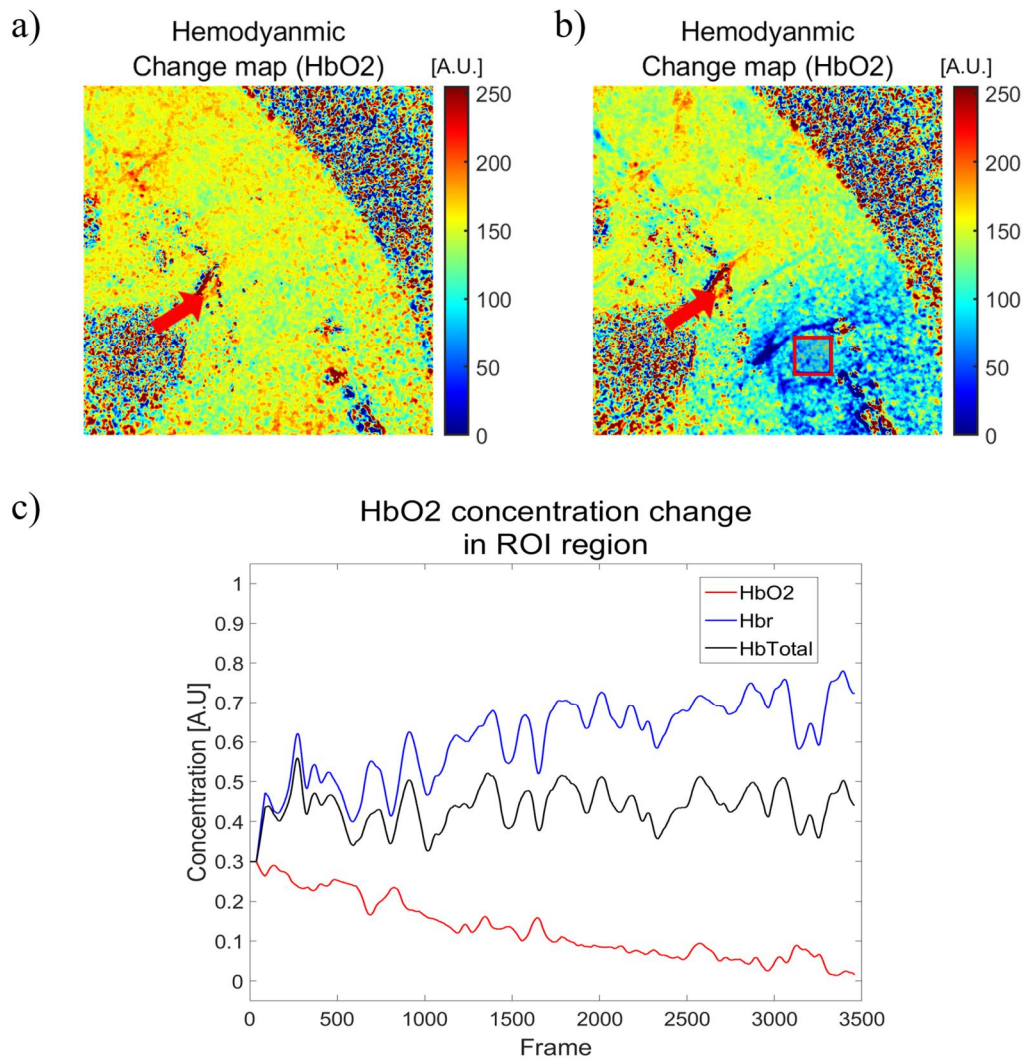 a)
Hemodyanmic
Change map (HbO2)
[A.U.]
250
200
150
100
50
0
b)
Hemodyanmic
Change map (HbO2)
[A.U.]
250
200
150
100
50
0
c)
HbO2 concentration change
in ROI region
HbO2
Hbr
HbTotal
Concentration [A.U]
1
0.9
0.8
0.7
0.6
0.5
0.4
0.3
0.2
0.1
0
0 500 1000 1500 2000 2500 3000 3500
Frame